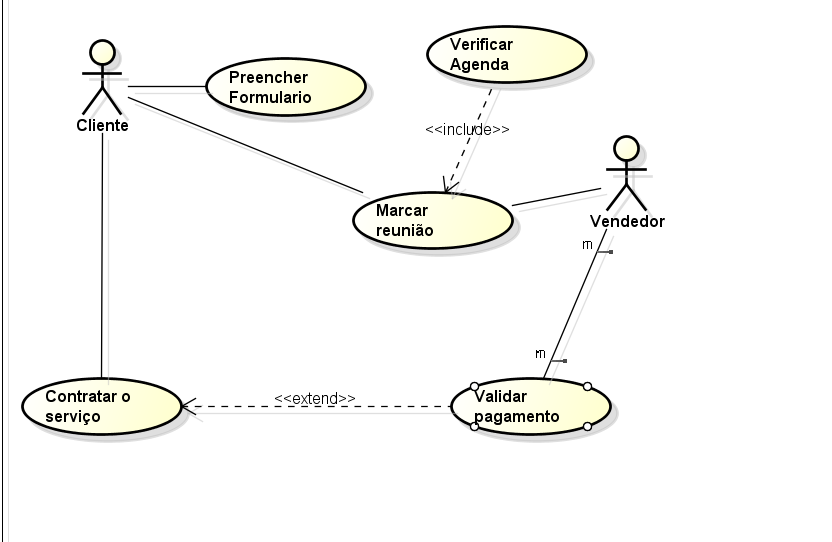 Verificar
Agenda
Preencher
Formulario
Cliente
<<include>>
Marcar
reunião
Vendedor
m
m
Contratar o
serviço
<<extend>>
Validar
pagamento